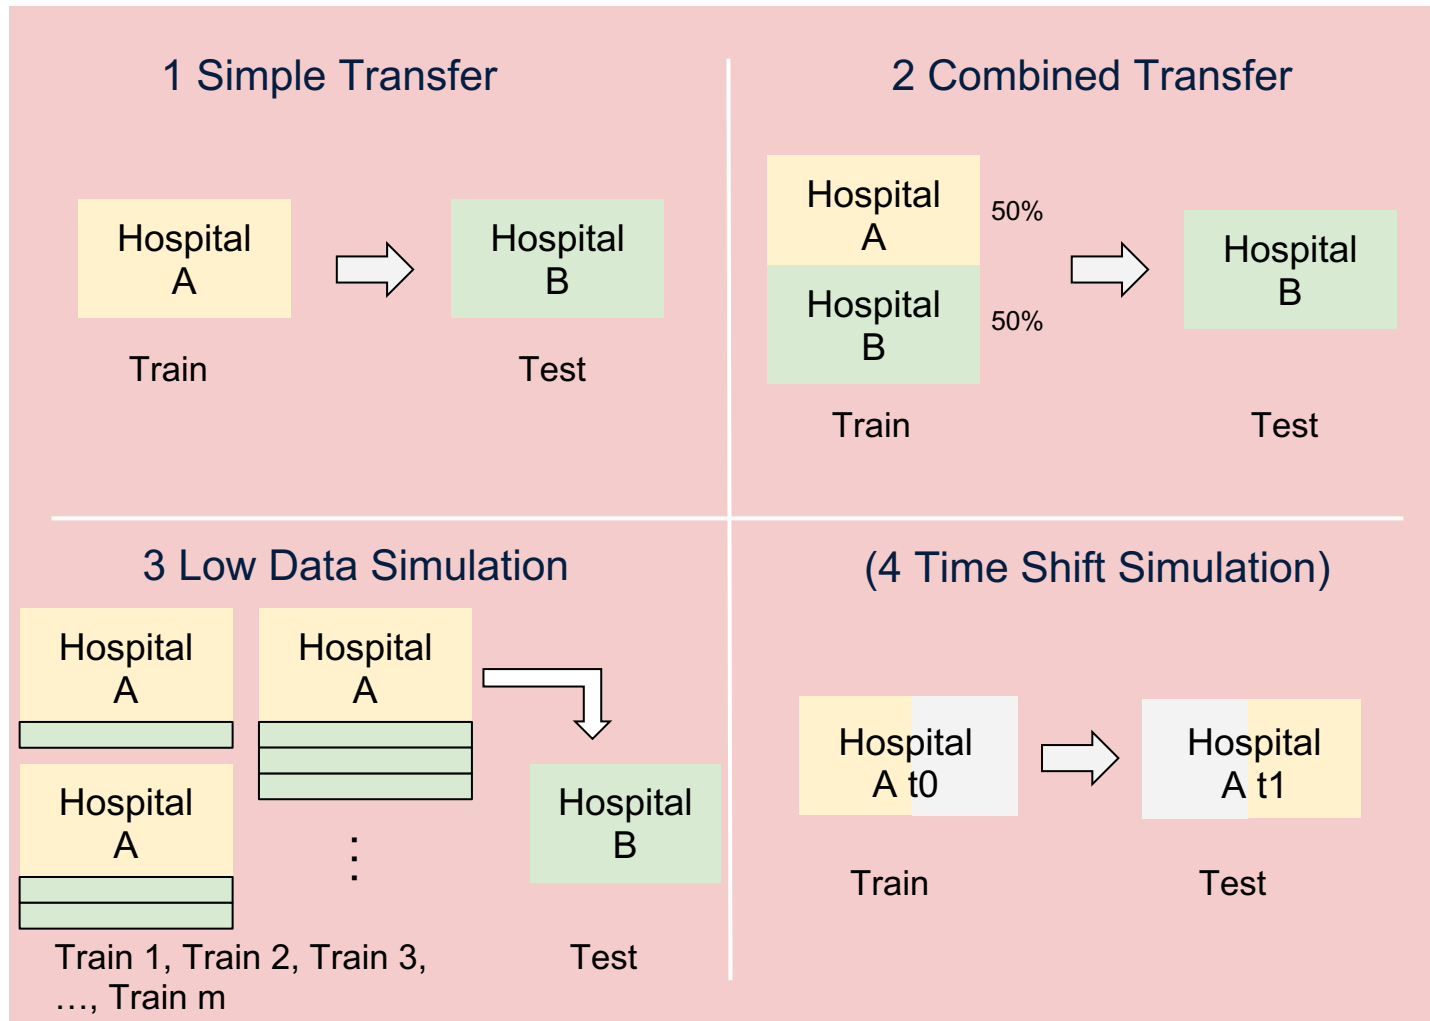 1 Simple Transfer
Hospital
A
Hospital
B
Train
Test
2 Combined Transfer
Hospital
A
50%
Hospital
B
50%
Hospital
B
Train
Test
3 Low Data Simulation
Hospital
A
Hospital
A
Hospital
A
⋮
Hospital
B
Train 1, Train 2, Train 3,
…, Train m
Test
(4 Time Shift Simulation)
Hospital
A t0
Hospital
A t1
Train
Test